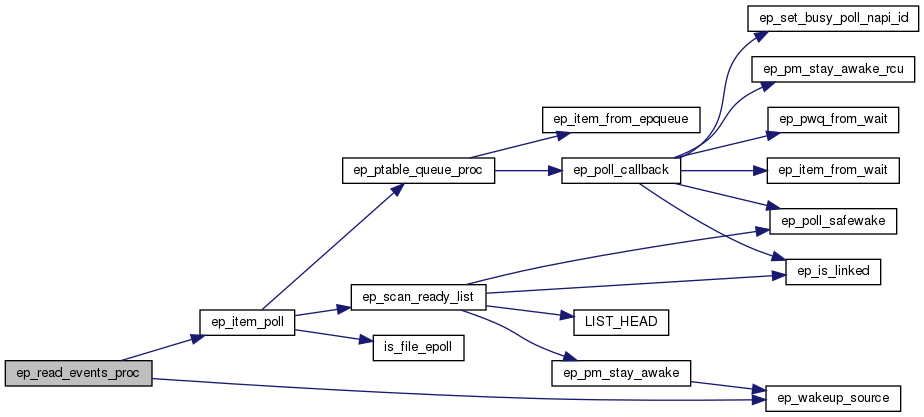 ep_set_busy_poll_napi_id
ep_pm_stay_awake_rcu
ep_item_from_epqueue
ep_pwq_from_wait
ep_ptable_queue_proc
ep_poll_callback
ep_item_from_wait
ep_poll_safewake
ep_is_linked
ep_scan_ready_list
ep_item_poll
LIST_HEAD
is_file_epoll
ep_read_events_proc
ep_pm_stay_awake
ep_wakeup_source